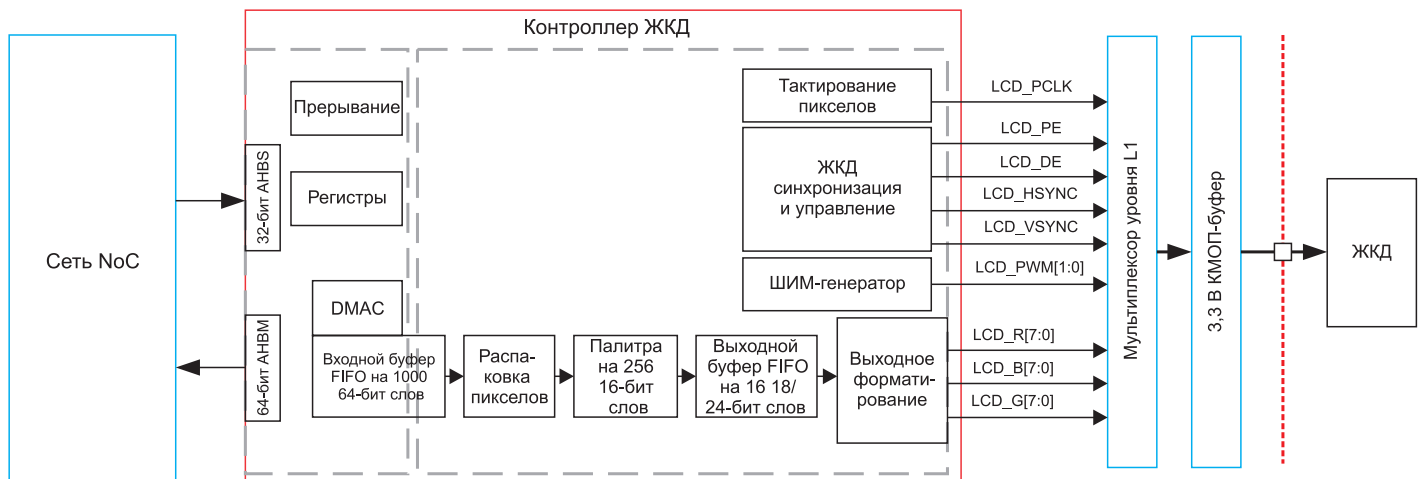 Контроллер ЖКД
Сеть NoC
32-бит AHBS
64-бит AHBM
Прерывание
Регистры
DMAC
Входной буфер
FIFO на 1000
64-бит слов
Распа-
ковка
пикселов
Палитра
на 256
16-бит
слов
Выходной
буфер FIFO
на 16 18/
24-бит слов
Выходное
формати-
рование
Тактирование
пикселов
ЖКД
синхронизация
и управление
ШИМ-генератор
LCD_PCLK
LCD_PE
LCD_DE
LCD_HSYNC
LCD_VSYNC
LCD_PWM[1:0]
LCD_R[7:0]
LCD_B[7:0]
LCD_G[7:0]
Мультиплексор уровня L1
3,3 В КМОП-буфер
ЖКД